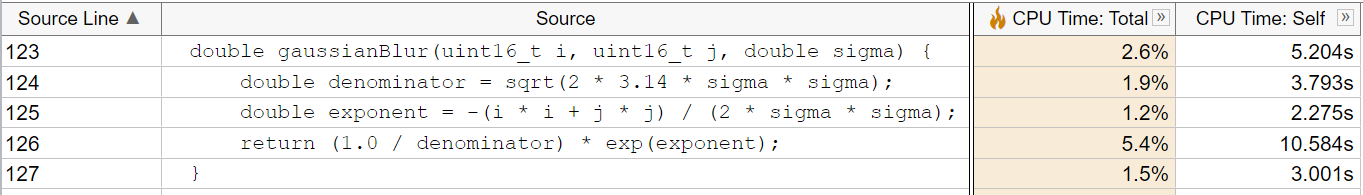 Source Line ▲ Source CPU Time: Total » CPU Time: Self »
123 double gaussianBlur(uint16_t i, uint16_t j, double sigma) { 2.6% 5.204s
124 double denominator = sqrt(2 * 3.14 * sigma * sigma); 1.9% 3.793s
125 double exponent = -(i * i + j * j) / (2 * sigma * sigma); 1.2% 2.275s
126 return (1.0 / denominator) * exp(exponent); 5.4% 10.584s
127 } 1.5% 3.001s